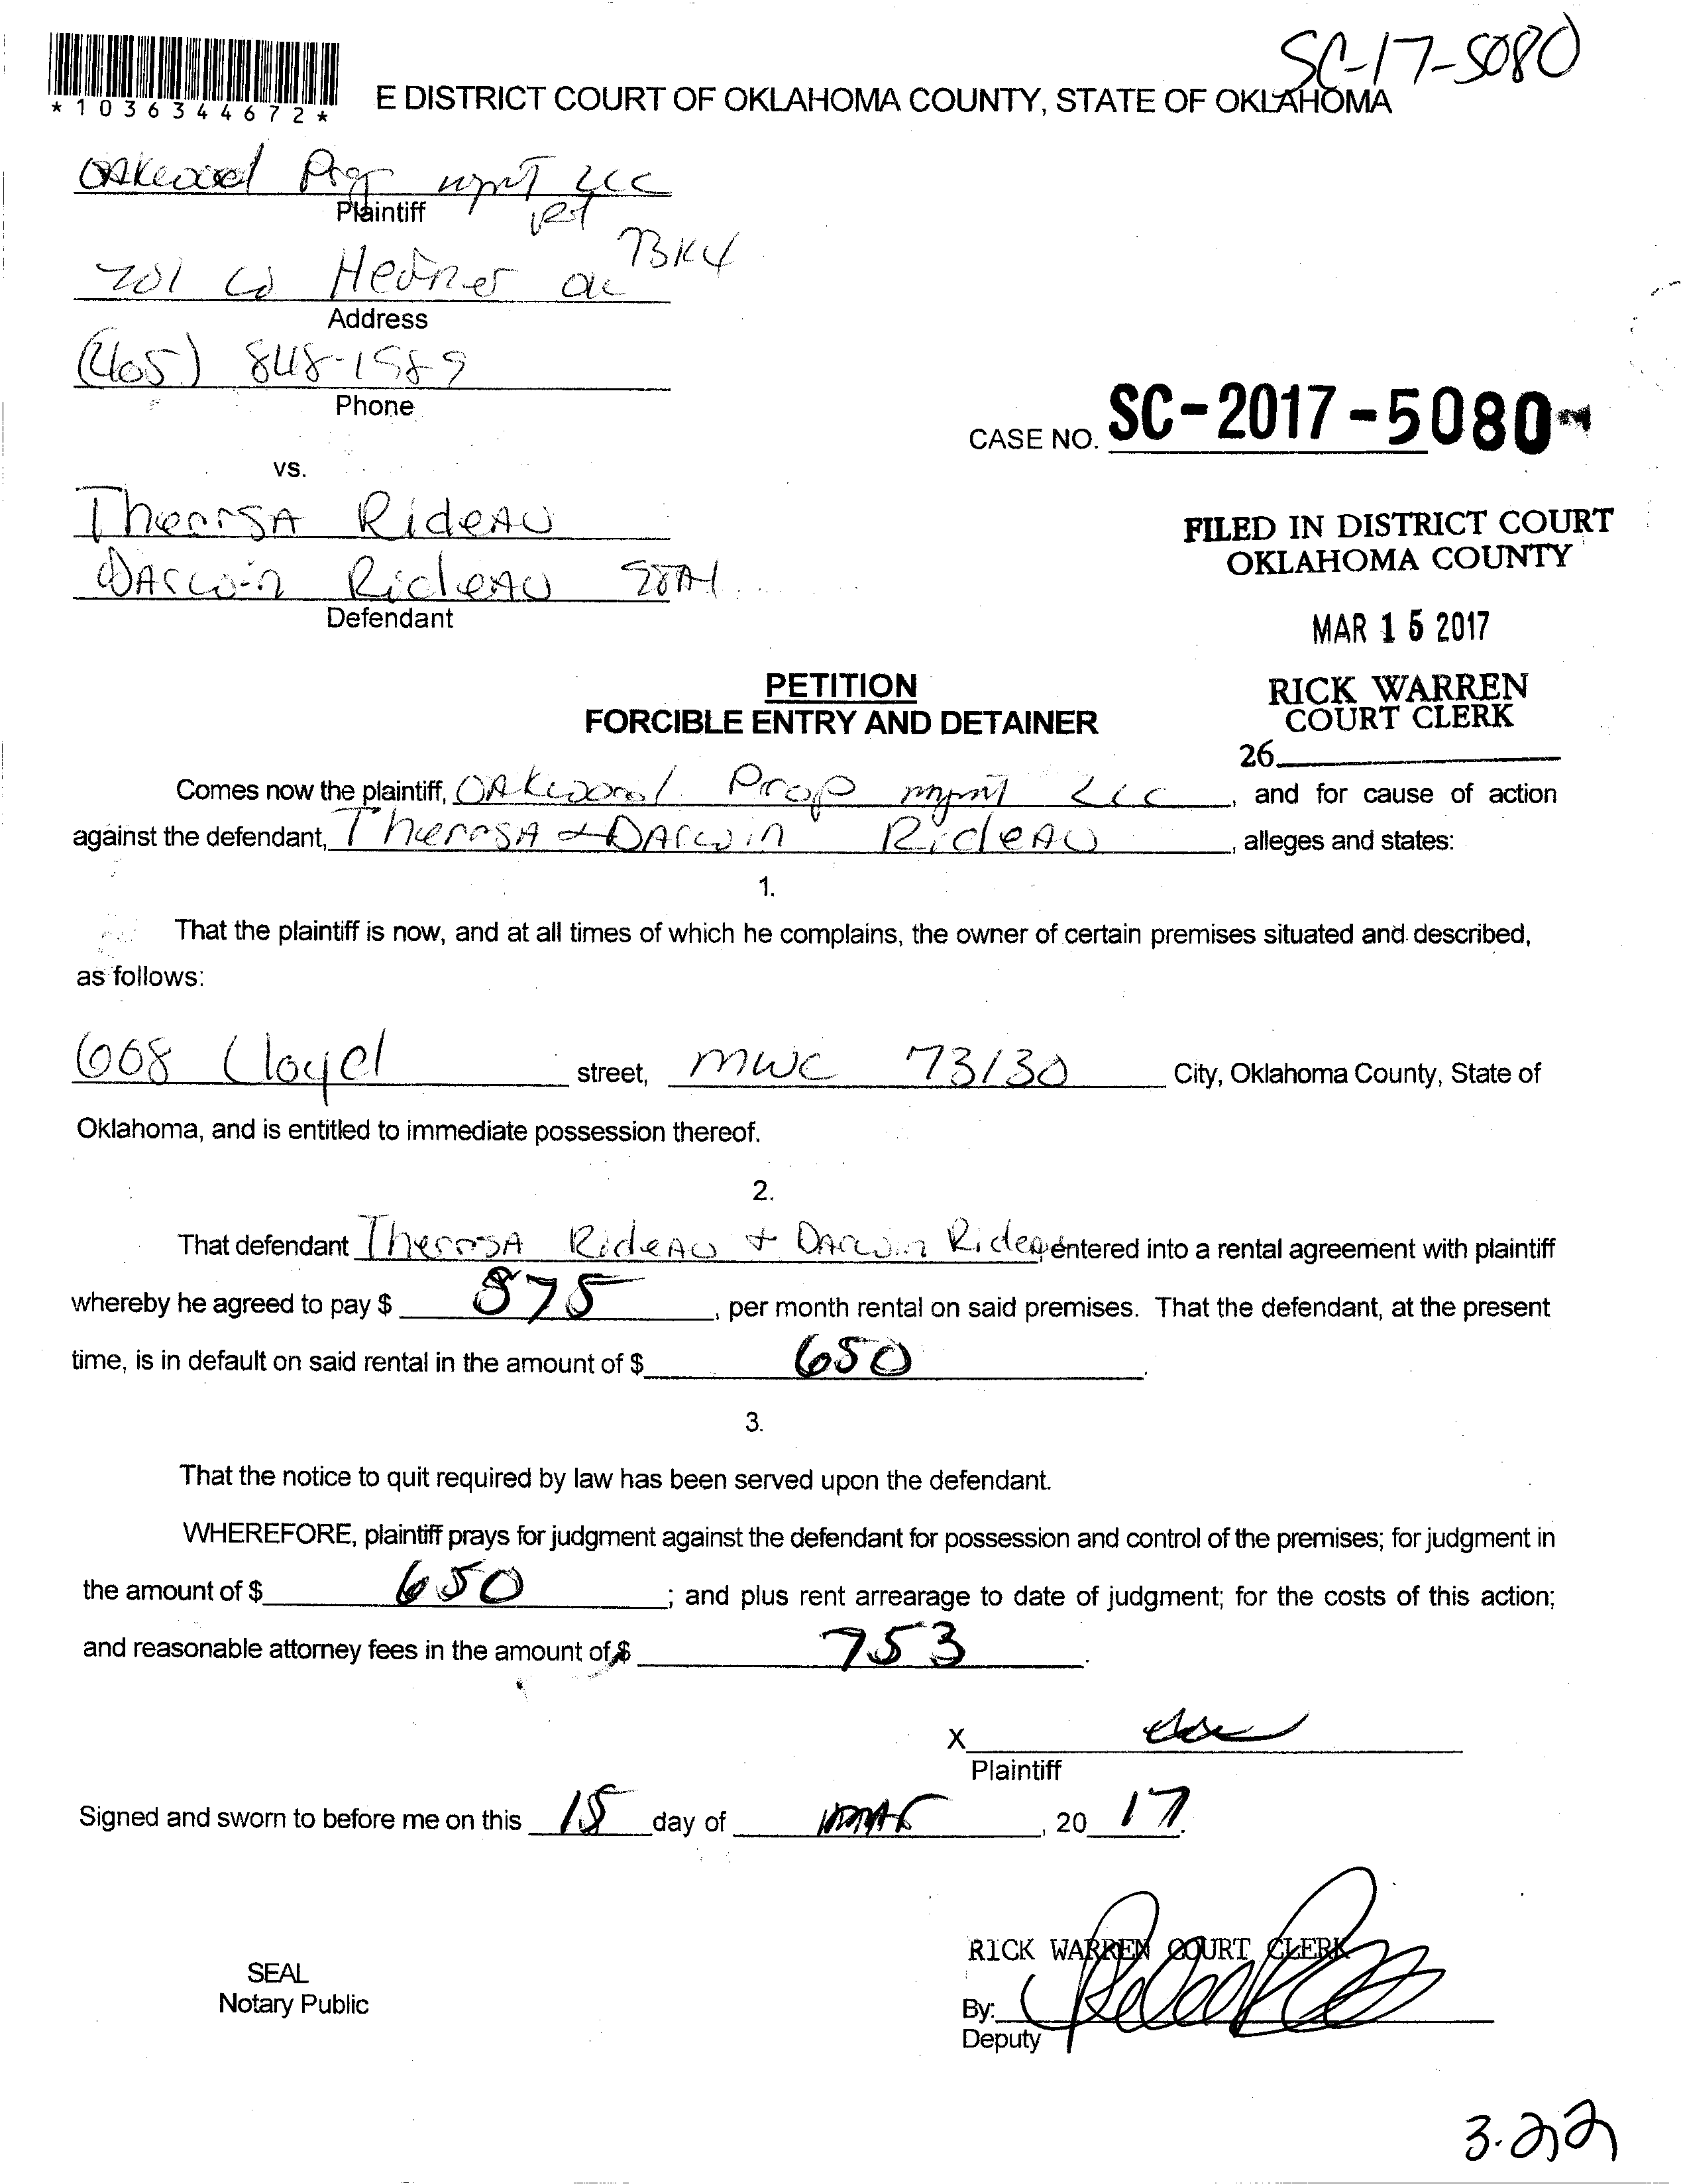 SC-17-5080
*1036344672*
E DISTRICT COURT OF OKLAHOMA COUNTY, STATE OF OKLAHOMA
OAKwood Prop mgmT LLC
Plaintiff
701 W Hefner OK
Address
(405) 848-1589
Phone
CASE NO. SC-2017-5080
vs.
TheresA RideAU
DArwin RideAU
Defendant
FILED IN DISTRICT COURT
OKLAHOMA COUNTY
MAR 15 2017
RICK WARREN
COURT CLERK
26
PETITION
FORCIBLE ENTRY AND DETAINER
Comes now the plaintiff, OAKwood Prop mgmT LLC, and for cause of action
against the defendant, TheresA & DArwin RideAU, alleges and states:
1.
That the plaintiff is now, and at all times of which he complains, the owner of certain premises situated and described,
as follows:
608 Lloyd street, MWC 73130 City, Oklahoma County, State of
Oklahoma, and is entitled to immediate possession thereof.
2.
That defendant TheresA RideAU + DArwin RideAU entered into a rental agreement with plaintiff
whereby he agreed to pay $ 875, per month rental on said premises. That the defendant, at the present
time, is in default on said rental in the amount of $ 650.
3.
That the notice to quit required by law has been served upon the defendant.
WHEREFORE, plaintiff prays for judgment against the defendant for possession and control of the premises; for judgment in
the amount of $ 650; and plus rent arrearage to date of judgment; for the costs of this action;
and reasonable attorney fees in the amount of $ 753.
X
Plaintiff
Signed and sworn to before me on this 15 day of MAR, 20 17.
RICK WARREN COURT CLERK
SEAL
Notary Public
By:
Deputy
3.22